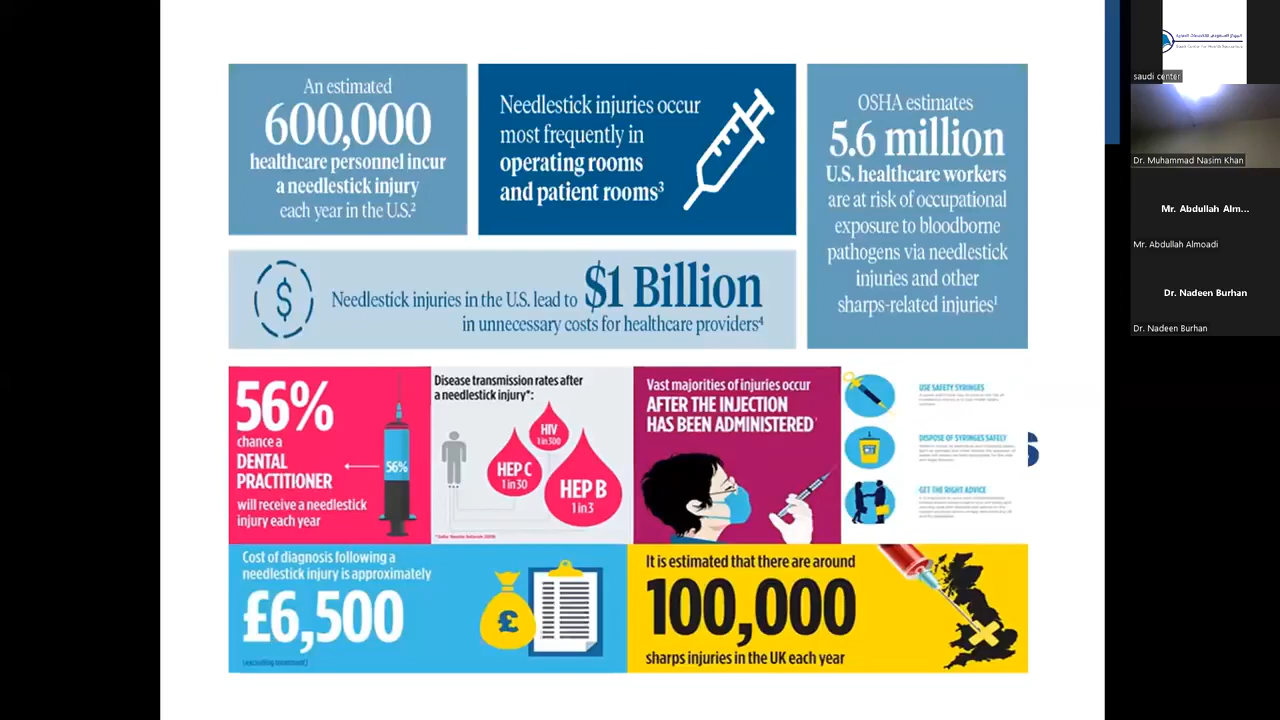 An estimated
600,000
healthcare personnel incur
a needlestick injury
each year in the U.S.²
Needlestick injuries occur
most frequently in
operating rooms
and patient rooms³
OSHA estimates
5.6 million
U.S. healthcare workers
are at risk of occupational
exposure to bloodborne
pathogens via needlestick
injuries and other
sharps-related injuries¹
$
Needlestick injuries in the U.S. lead to $1 Billion
in unnecessary costs for healthcare providers⁴
56%
chance a
DENTAL
PRACTITIONER
will receive a needlestick
injury each year
56%
Disease transmission rates after
a needlestick injury*:
HIV
1 in 300
HEP C
1 in 30
HEP B
1 in 3
Vast majorities of injuries occur
AFTER THE INJECTION
HAS BEEN ADMINISTERED
USE SAFETY SYRINGES
DISPOSE OF SYRINGES SAFELY
GET THE RIGHT ADVICE
s
Cost of diagnosis following a
needlestick injury is approximately
£6,500
(excluding treatment)
£
It is estimated that there are around
100,000
sharps injuries in the UK each year
saudi center
Dr. Muhammad Nasim Khan
Mr. Abdullah Alm...
Mr. Abdullah Almoadi
Dr. Nadeen Burhan
Dr. Nadeen Burhan